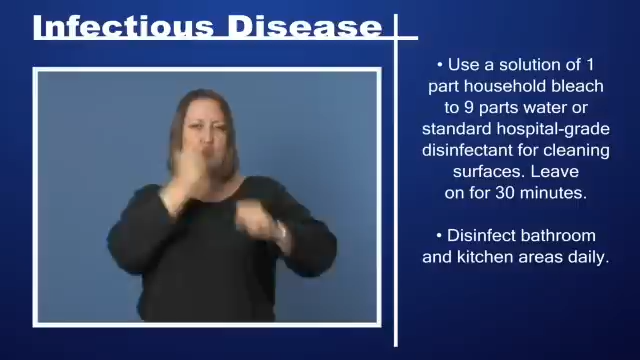 Infectious Disease
• Use a solution of 1
part household bleach
to 9 parts water or
standard hospital-grade
disinfectant for cleaning
surfaces. Leave
on for 30 minutes.
• Disinfect bathroom
and kitchen areas daily.